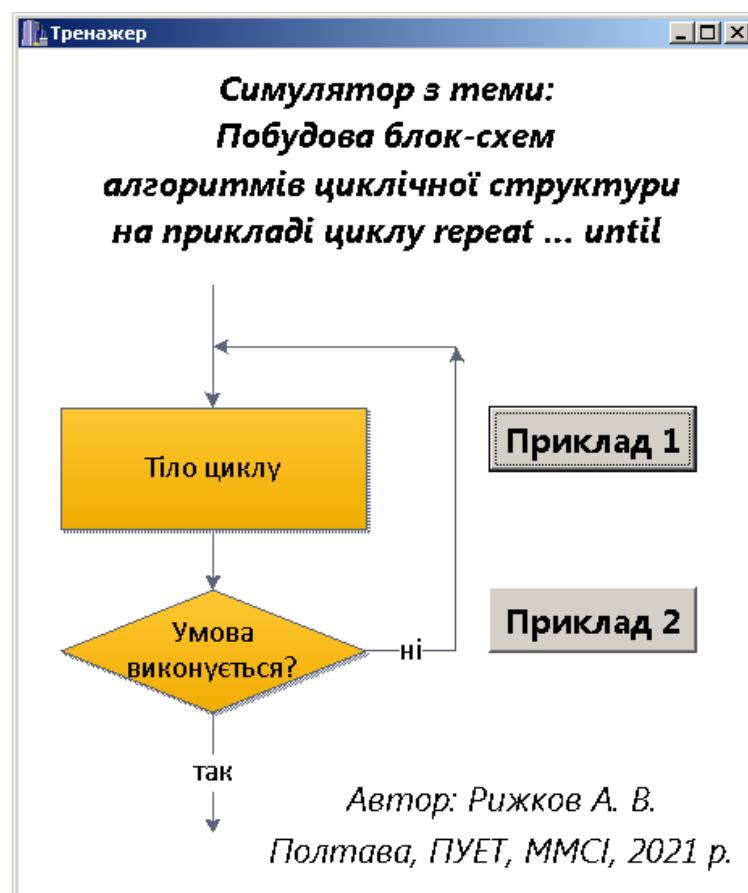 Тренажер
Симулятор з теми:
Побудова блок-схем
алгоритмів циклічної структури
на прикладі циклу repeat ... until
Тіло циклу
Приклад 1
Умова
виконується?
ні
Приклад 2
так
Автор: Рижков А. В.
Полтава, ПУЕТ, ММСІ, 2021 р.